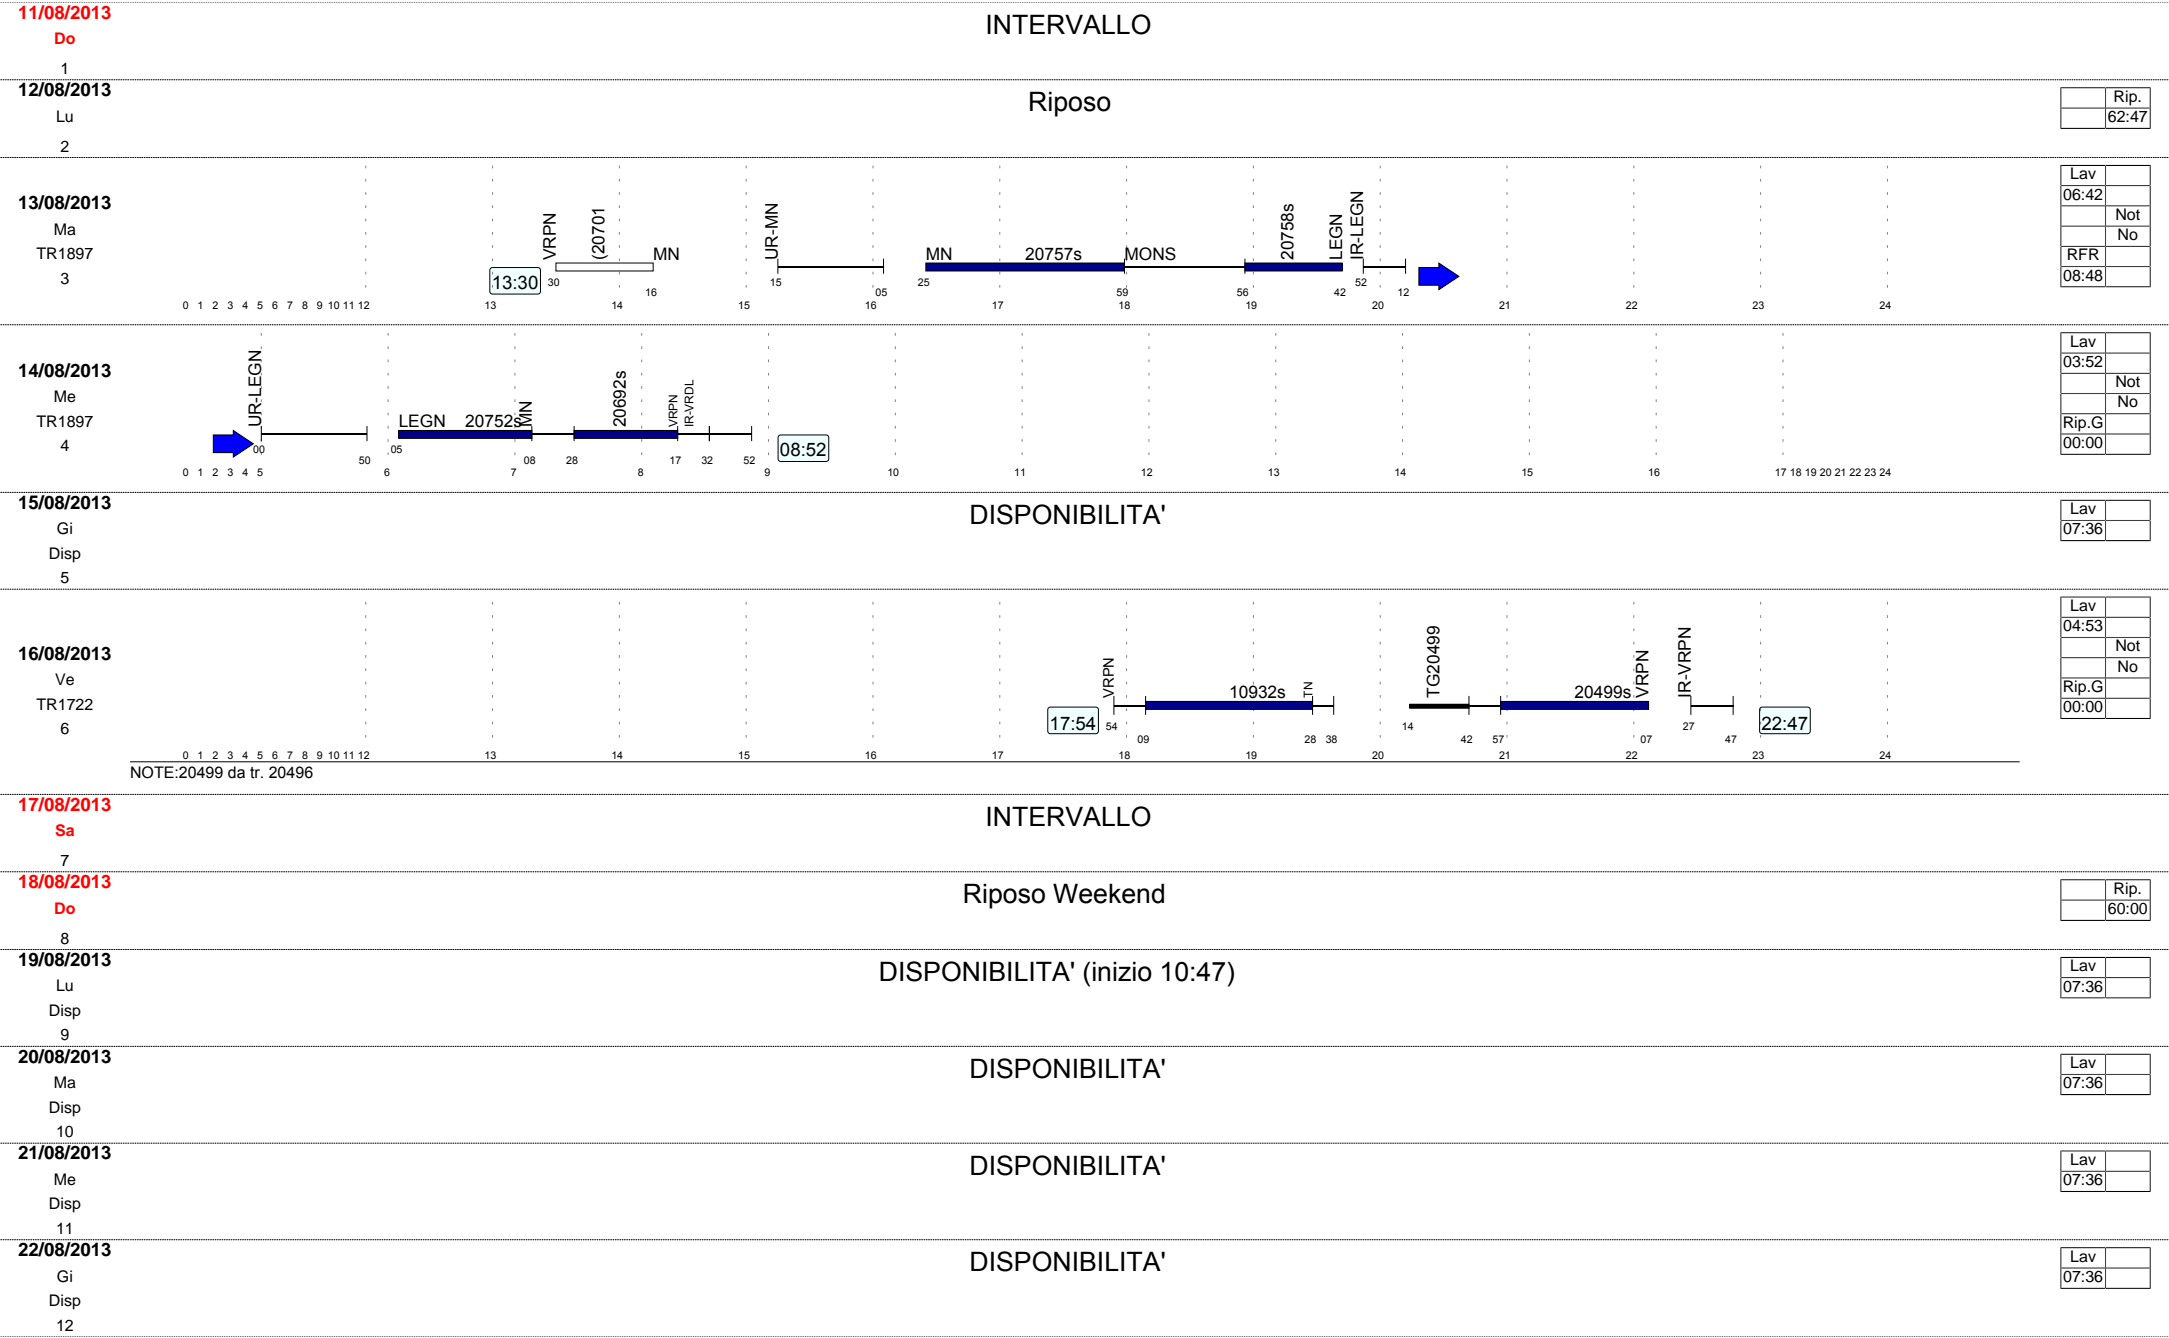 11/08/2013
Do
1
INTERVALLO
12/08/2013
Lu
2
Riposo
Rip.
62:47
13/08/2013
Ma
TR1897
3
13:30
VRPN
(20701
MN
UR-MN
MN
20757s
MONS
20758s
LEGN
IR-LEGN
30 16 15 05 25 59 56 42 52 12
0 1 2 3 4 5 6 7 8 9 10 11 12 13 14 15 16 17 18 19 20 21 22 23 24
Lav
06:42
Not
No
RFR
08:48
14/08/2013
Me
TR1897
4
UR-LEGN
LEGN
20752s
MN
20692s
VRPN
IR-VRDL
08:52
00 50 05 08 28 17 32 52
0 1 2 3 4 5 6 7 8 9 10 11 12 13 14 15 16 17 18 19 20 21 22 23 24
Lav
03:52
Not
No
Rip.G
00:00
15/08/2013
Gi
Disp
5
DISPONIBILITA'
Lav
07:36
16/08/2013
Ve
TR1722
6
17:54
VRPN
10932s
TN
TG20499
20499s
VRPN
IR-VRPN
22:47
54 09 28 38 14 42 57 07 27 47
0 1 2 3 4 5 6 7 8 9 10 11 12 13 14 15 16 17 18 19 20 21 22 23 24
NOTE:20499 da tr. 20496
Lav
04:53
Not
No
Rip.G
00:00
17/08/2013
Sa
7
INTERVALLO
18/08/2013
Do
8
Riposo Weekend
Rip.
60:00
19/08/2013
Lu
Disp
9
DISPONIBILITA' (inizio 10:47)
Lav
07:36
20/08/2013
Ma
Disp
10
DISPONIBILITA'
Lav
07:36
21/08/2013
Me
Disp
11
DISPONIBILITA'
Lav
07:36
22/08/2013
Gi
Disp
12
DISPONIBILITA'
Lav
07:36